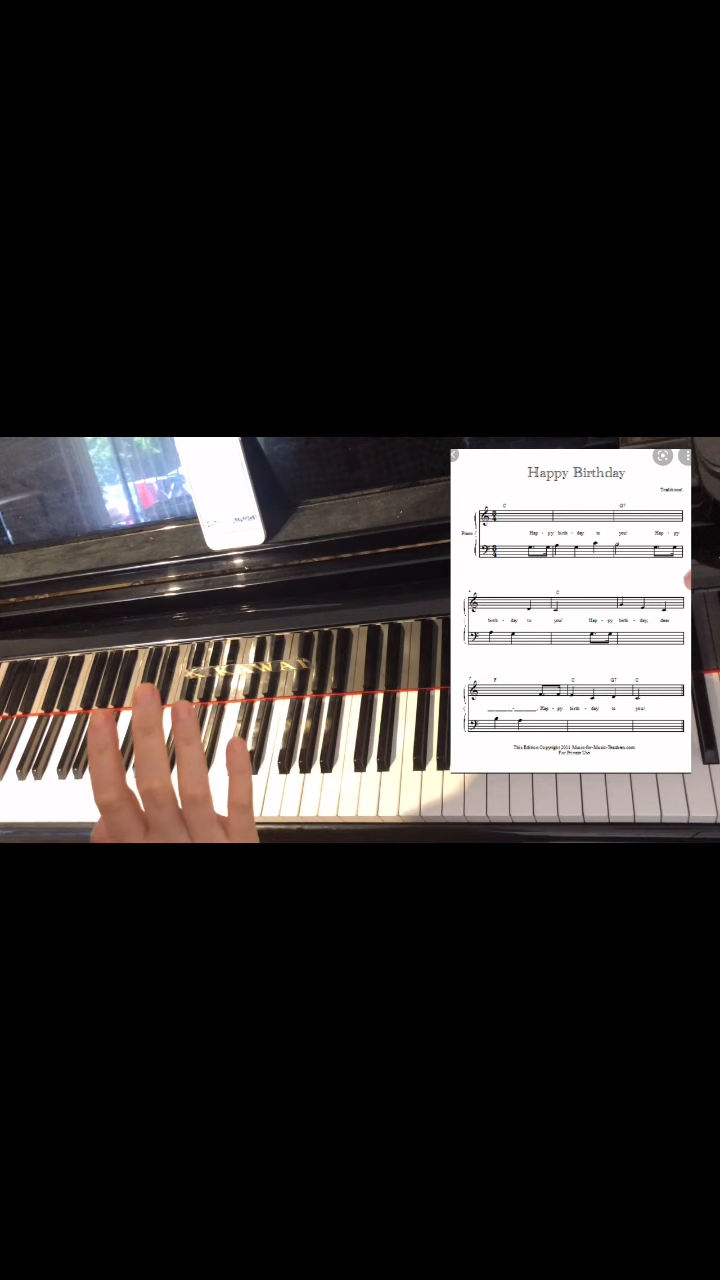 KAWAI
Happy Birthday
Traditional
C G7
Piano
Hap - py birth - day to you! Hap - py
C
birth - day to you! Hap - py birth - day, dear
F C G7 C
Hap - py birth - day to you!
This Edition Copyright 2021 Music-for-Music-Teachers.com
For Private Use